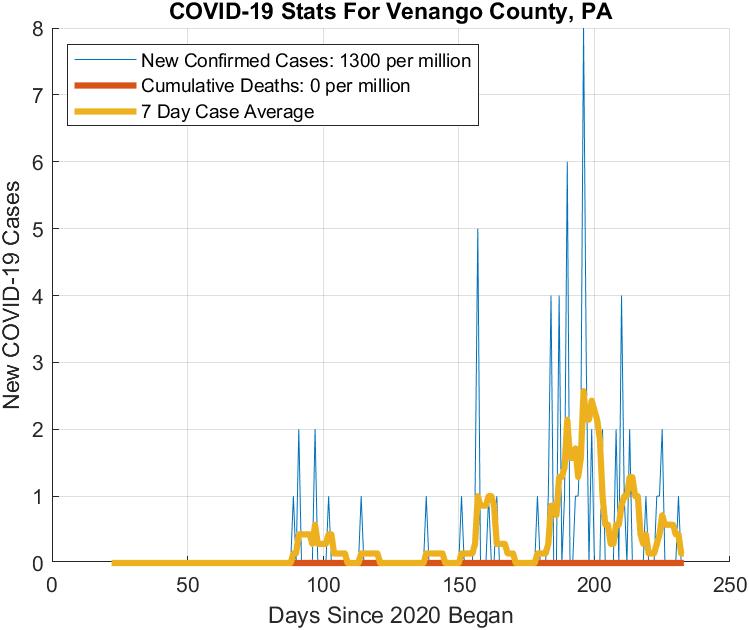 COVID-19 Stats For Venango County, PA
New Confirmed Cases: 1300 per million
Cumulative Deaths: 0 per million
7 Day Case Average
New COVID-19 Cases
8
7
6
5
4
3
2
1
0
0 50 100 150 200 250
Days Since 2020 Began